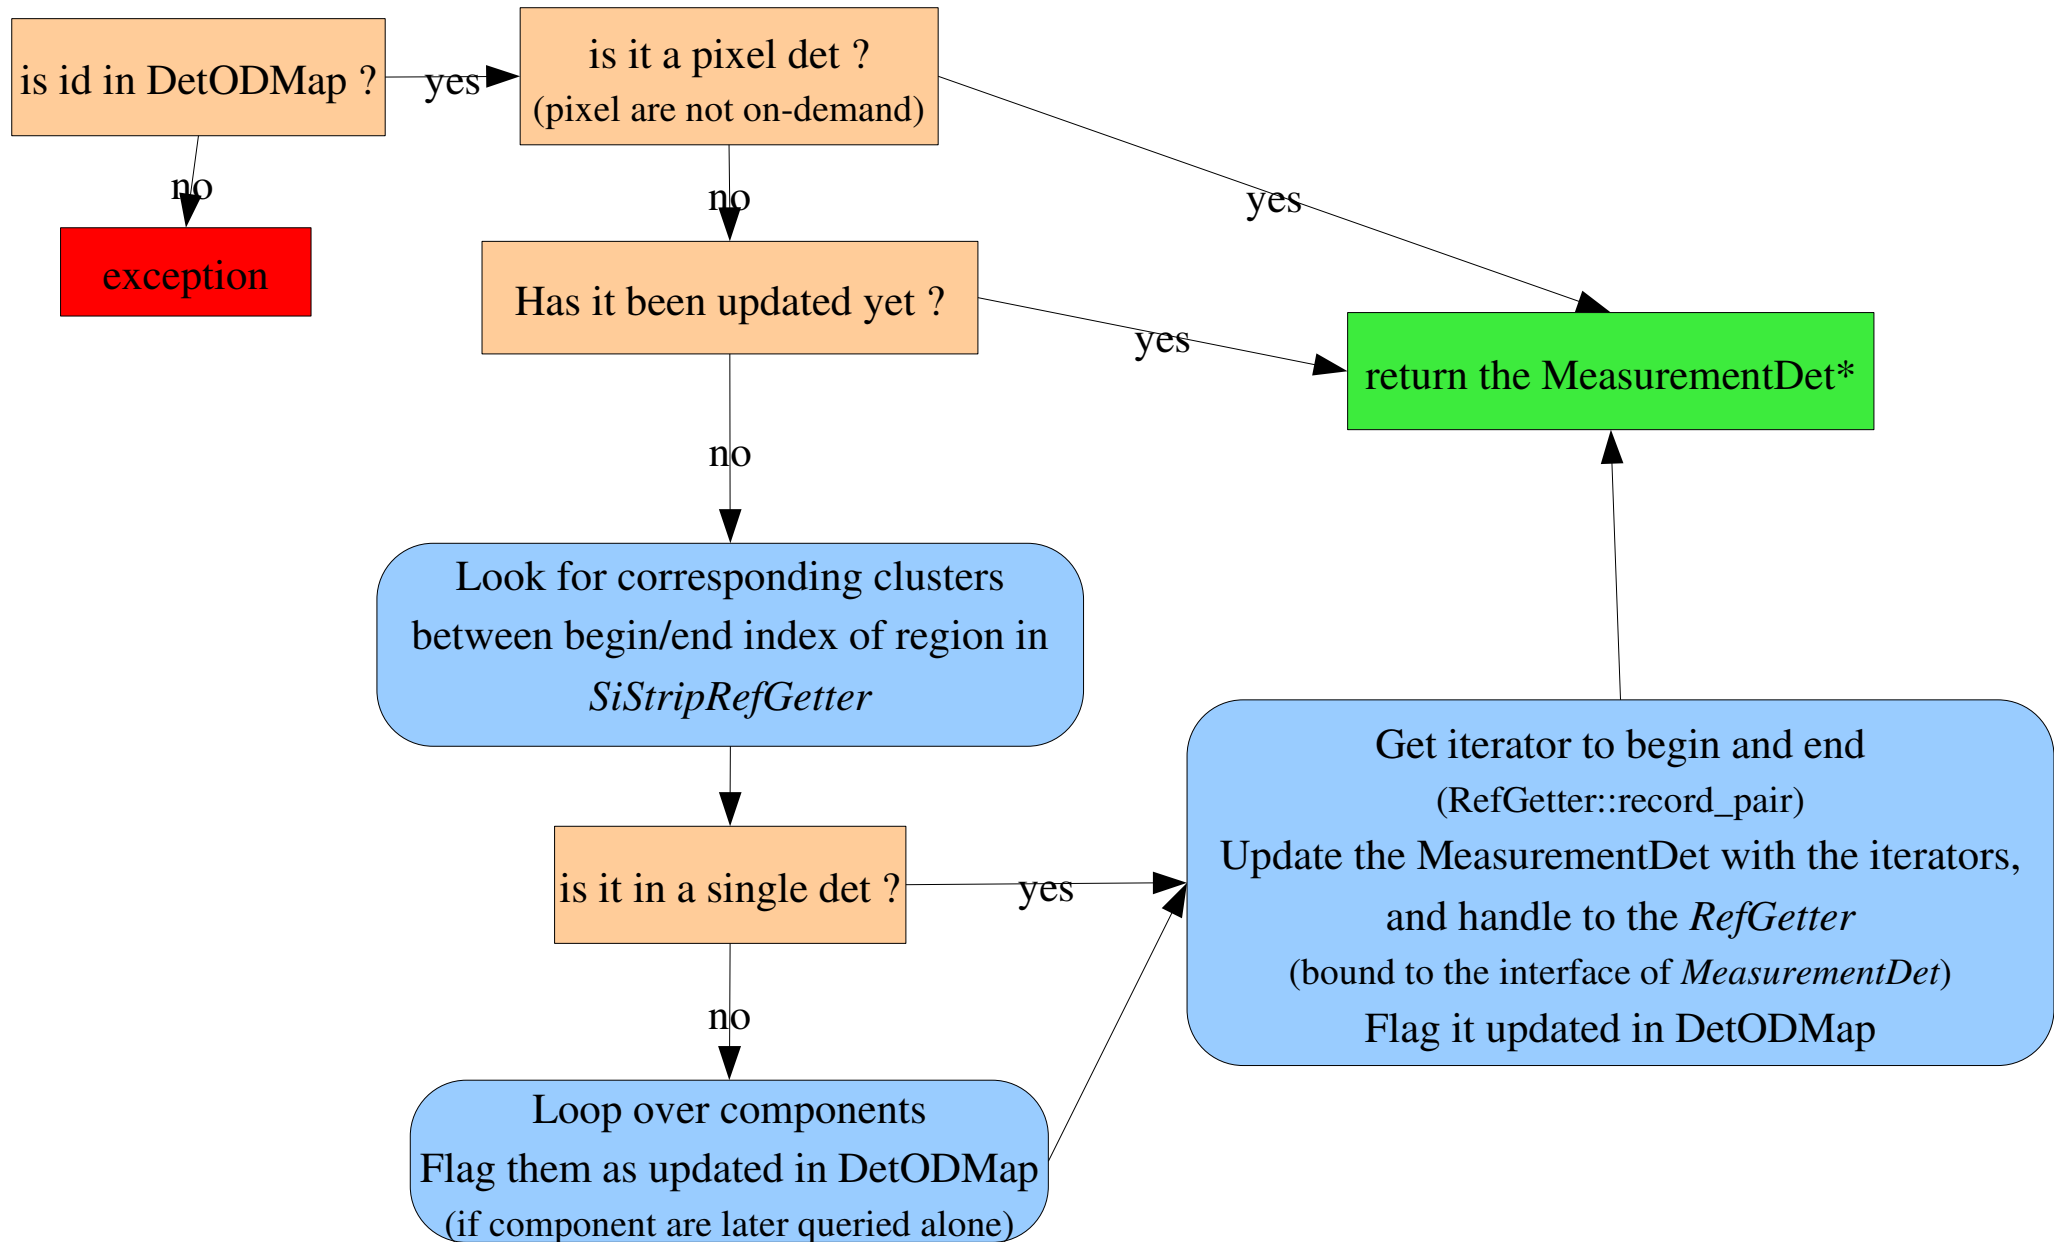 is id in DetODMap ?
yes
is it a pixel det ?
(pixel are not on-demand)
no
no
yes
exception
Has it been updated yet ?
yes
return the MeasurementDet*
no
Look for corresponding clusters
between begin/end index of region in
SiStripRefGetter
is it in a single det ?
yes
Get iterator to begin and end
(RefGetter::record_pair)
Update the MeasurementDet with the iterators,
and handle to the RefGetter
(bound to the interface of MeasurementDet)
Flag it updated in DetODMap
no
Loop over components
Flag them as updated in DetODMap
(if component are later queried alone)